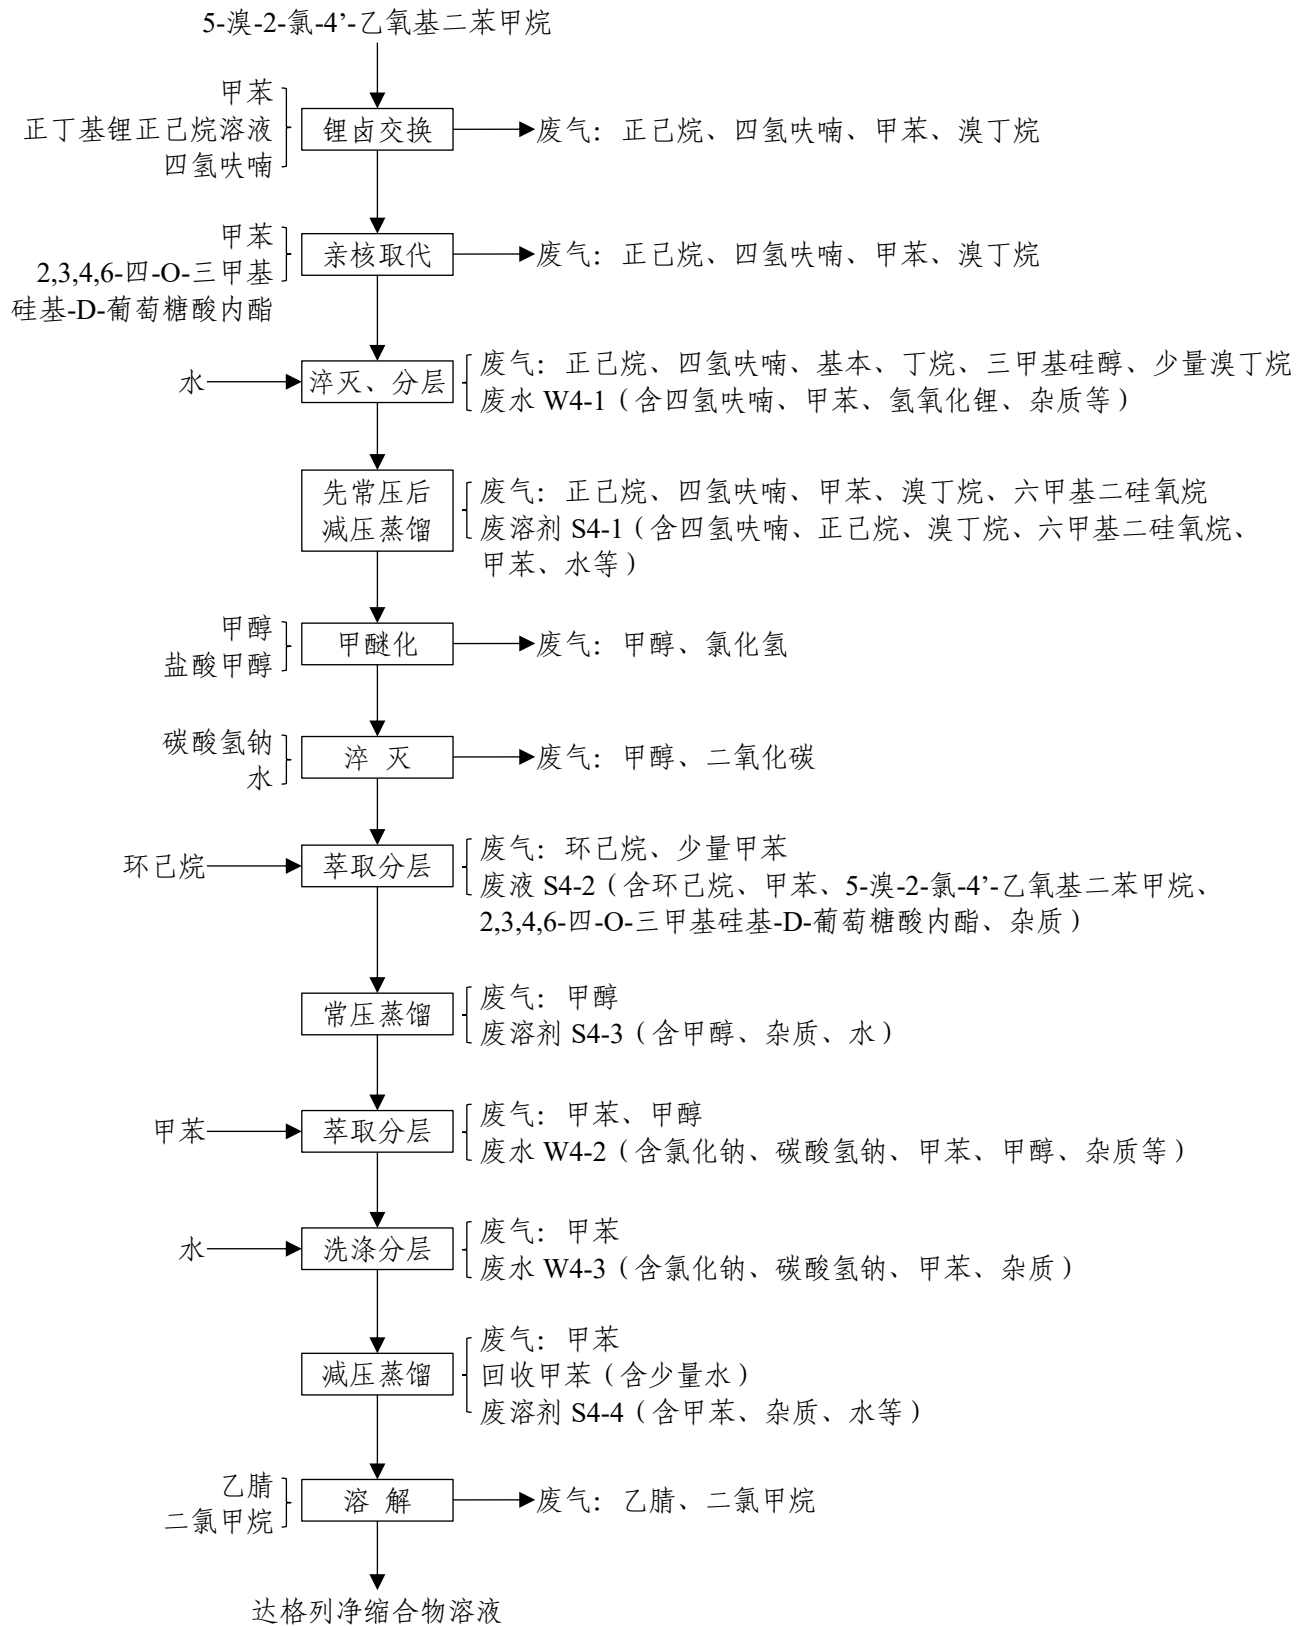 5-溴-2-氯-4’-乙氧基二苯甲烷
甲苯
正丁基锂正己烷溶液
四氢呋喃
锂卤交换
废气：正己烷、四氢呋喃、甲苯、溴丁烷
甲苯
2,3,4,6-四-O-三甲基
硅基-D-葡萄糖酸内酯
亲核取代
废气：正己烷、四氢呋喃、甲苯、溴丁烷
水
淬灭、分层
废气：正己烷、四氢呋喃、基本、丁烷、三甲基硅醇、少量溴丁烷
废水 W4-1（含四氢呋喃、甲苯、氢氧化锂、杂质等）
先常压后
减压蒸馏
废气：正己烷、四氢呋喃、甲苯、溴丁烷、六甲基二硅氧烷
废溶剂 S4-1（含四氢呋喃、正己烷、溴丁烷、六甲基二硅氧烷、
甲苯、水等）
甲醇
盐酸甲醇
甲醚化
废气：甲醇、氯化氢
碳酸氢钠
水
淬 灭
废气：甲醇、二氧化碳
环己烷
萃取分层
废气：环己烷、少量甲苯
废液 S4-2（含环己烷、甲苯、5-溴-2-氯-4’-乙氧基二苯甲烷、
2,3,4,6-四-O-三甲基硅基-D-葡萄糖酸内酯、杂质）
常压蒸馏
废气：甲醇
废溶剂 S4-3（含甲醇、杂质、水）
甲苯
萃取分层
废气：甲苯、甲醇
废水 W4-2（含氯化钠、碳酸氢钠、甲苯、甲醇、杂质等）
水
洗涤分层
废气：甲苯
废水 W4-3（含氯化钠、碳酸氢钠、甲苯、杂质）
减压蒸馏
废气：甲苯
回收甲苯（含少量水）
废溶剂 S4-4（含甲苯、杂质、水等）
乙腈
二氯甲烷
溶 解
废气：乙腈、二氯甲烷
达格列净缩合物溶液